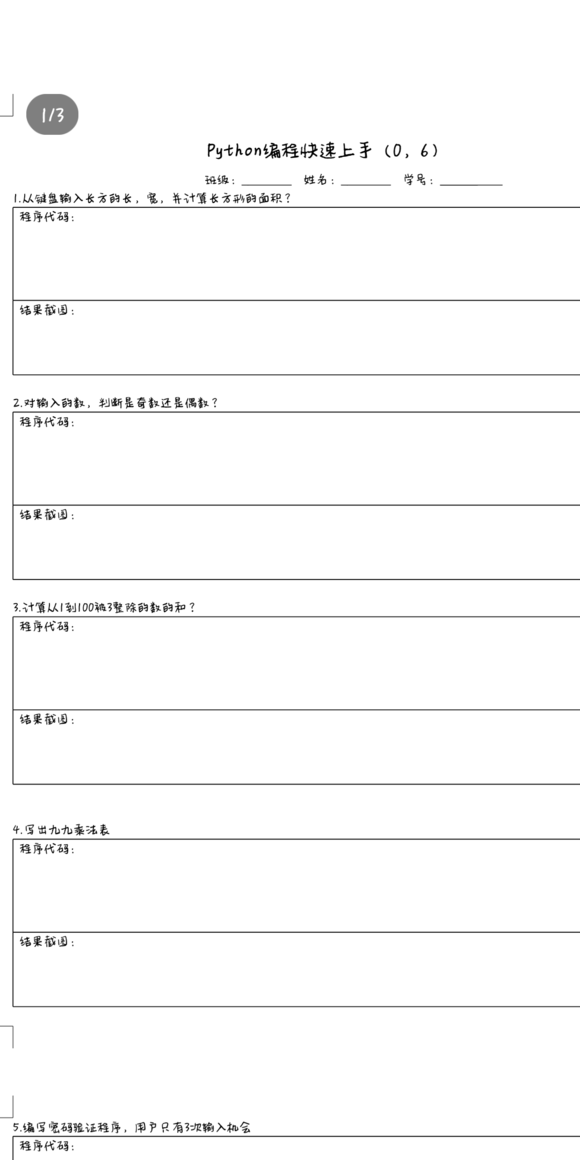 1/3
Python编程快速上手（0，6）
班级：________ 姓名：________ 学号：__________
1.从键盘输入长方的长，宽，并计算长方形的面积？
程序代码：
结果截图：
2.对输入的数，判断是奇数还是偶数？
程序代码：
结果截图：
3.计算从1到100被3整除的数的和？
程序代码：
结果截图：
4.写出九九乘法表
程序代码：
结果截图：
5.编写密码验证程序，用户只有3次输入机会
程序代码：